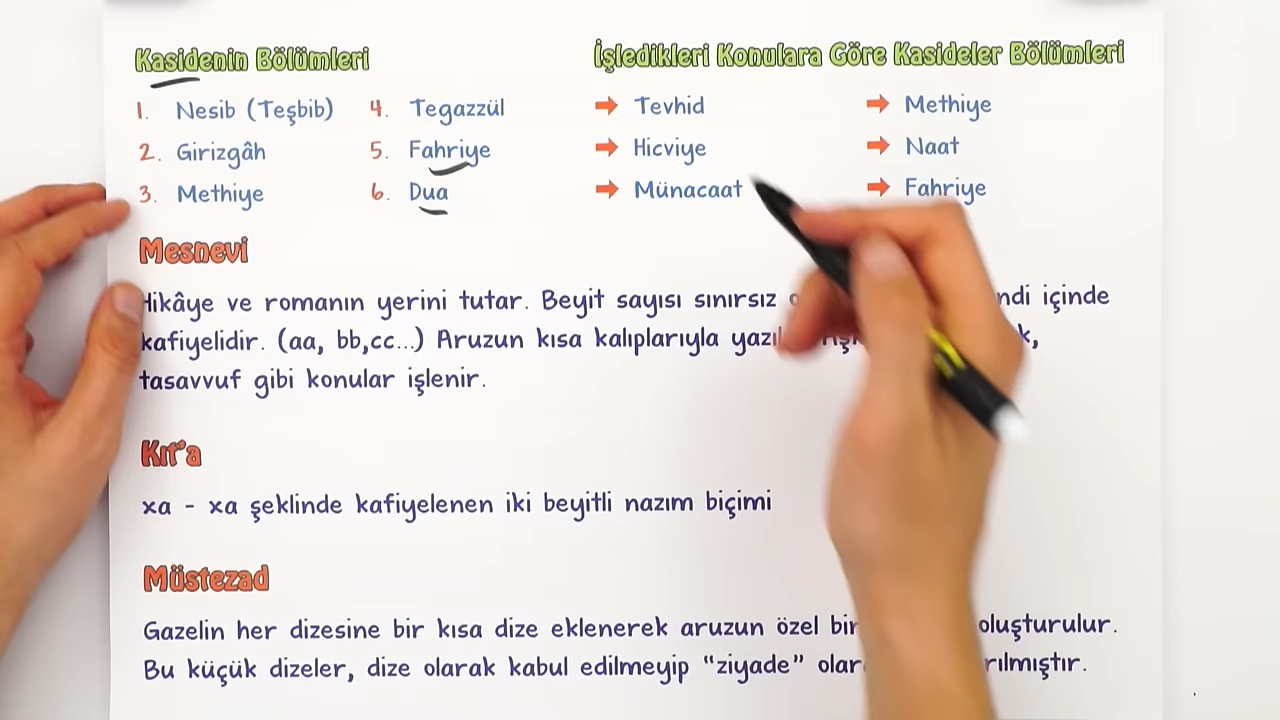 Kasidenin Bölümleri
1. Nesib (Teşbib)
2. Girizgâh
3. Methiye
4. Tegazzül
5. Fahriye
6. Dua
İşledikleri Konulara Göre Kasideler Bölümleri
Tevhid
Hicviye
Münacaat
Methiye
Naat
Fahriye
Mesnevi
Hikâye ve romanın yerini tutar. Beyit sayısı sınırsız içinde
kafiyelidir. (aa, bb,cc...) Aruzun kısa kalıplarıyla
tasavvuf gibi konular işlenir.
Kıt'a
xa - xa şeklinde kafiyelenen iki beyitli nazım biçimi
Müstezad
Gazelin her dizesine bir kısa dize eklenerek aruzun özel bir oluşturulur.
Bu küçük dizeler, dize olarak kabul edilmeyip “ziyade”